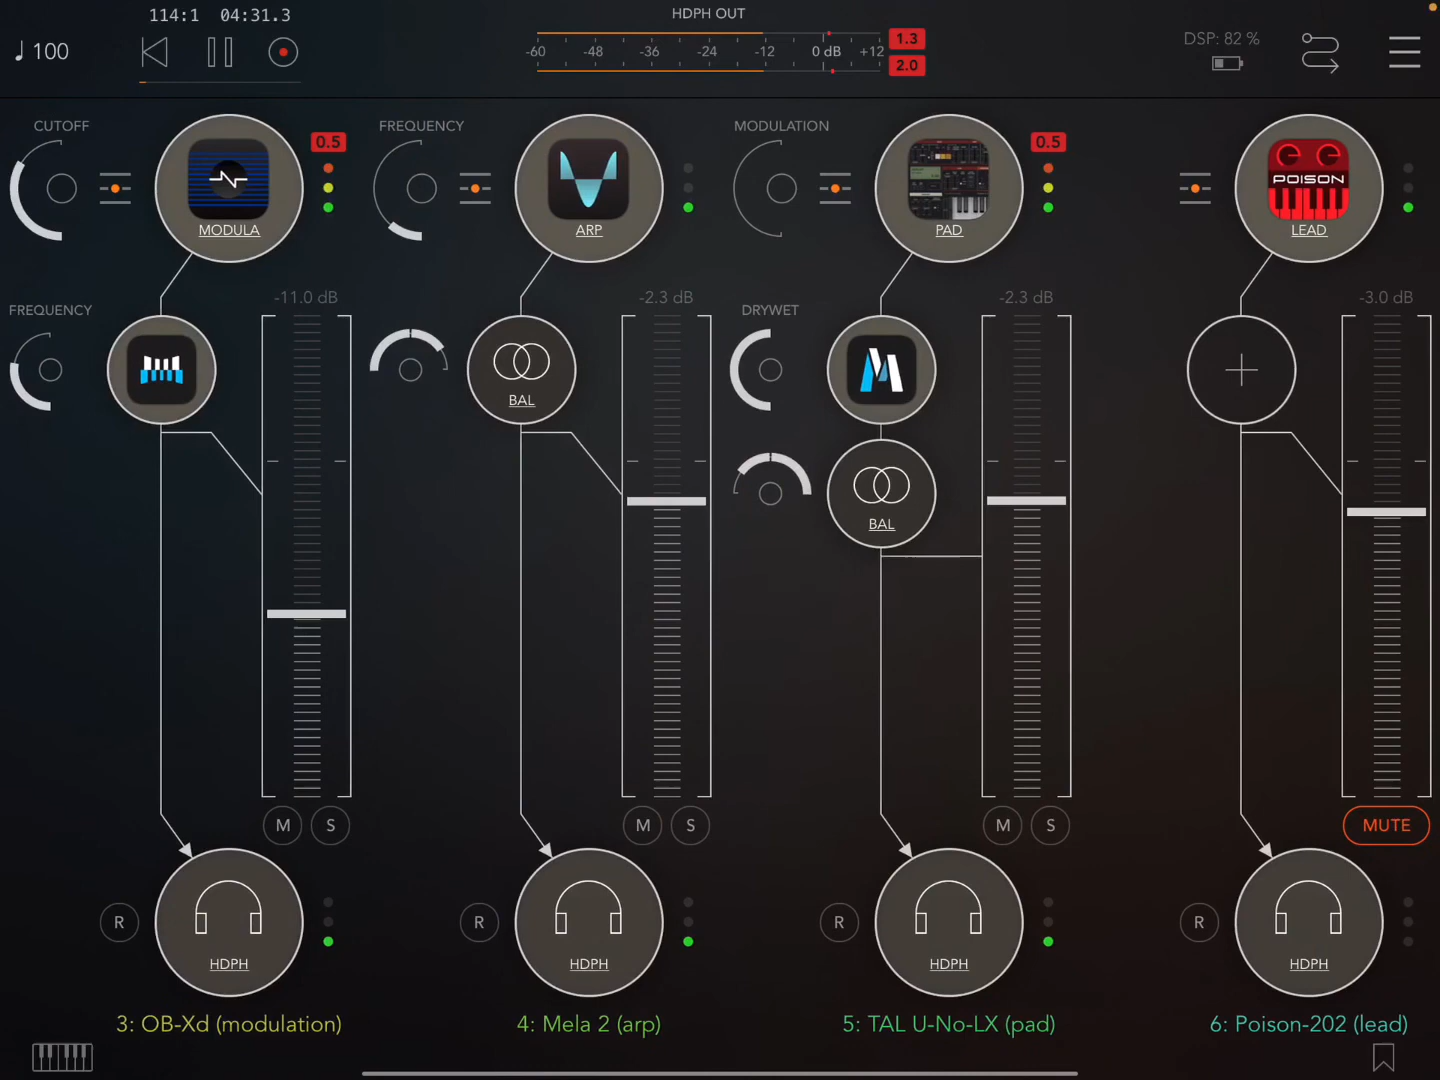 114:1 04:31.3
HDPH OUT
♩ 100
-60 -48 -36 -24 -12 0 dB +12
1.3
2.0
DSP: 82 %
CUTOFF
MODULA
0.5
FREQUENCY
ARP
MODULATION
PAD
0.5
POISON
LEAD
FREQUENCY
-11.0 dB
BAL
-2.3 dB
DRYWET
BAL
-2.3 dB
-3.0 dB
M S
M S
M S
MUTE
R
HDPH
R
HDPH
R
HDPH
R
HDPH
3: OB-Xd (modulation)
4: Mela 2 (arp)
5: TAL U-No-LX (pad)
6: Poison-202 (lead)